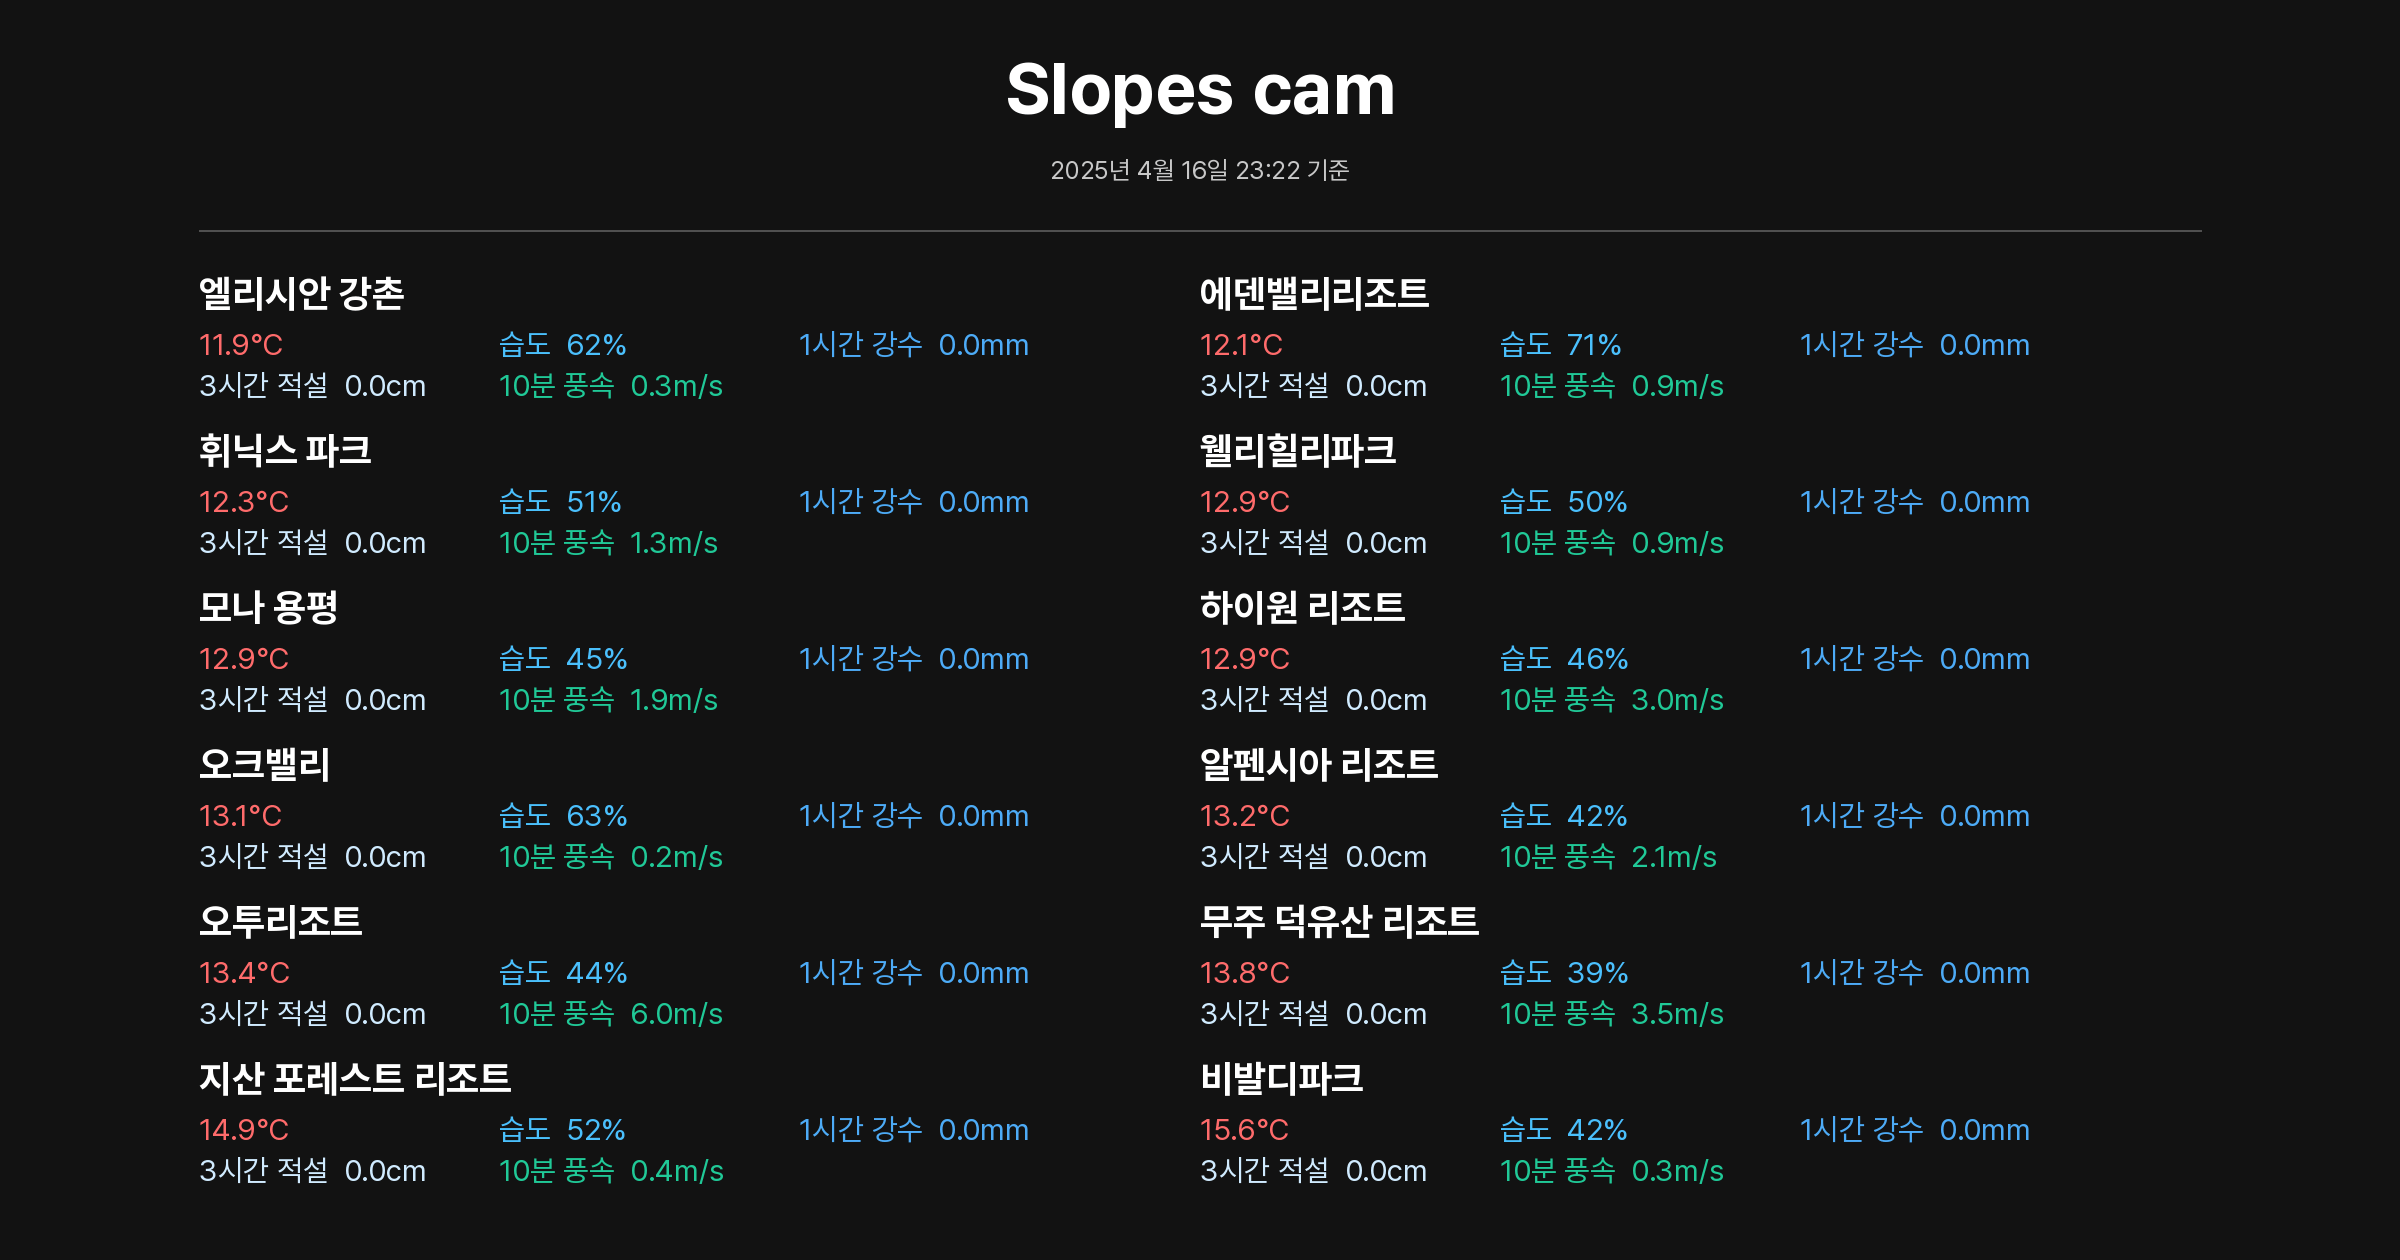 Slopes cam
2025년 4월 16일 23:22 기준
엘리시안 강촌
11.9°C 습도 62% 1시간 강수 0.0mm
3시간 적설 0.0cm 10분 풍속 0.3m/s
에덴밸리리조트
12.1°C 습도 71% 1시간 강수 0.0mm
3시간 적설 0.0cm 10분 풍속 0.9m/s
휘닉스 파크
12.3°C 습도 51% 1시간 강수 0.0mm
3시간 적설 0.0cm 10분 풍속 1.3m/s
웰리힐리파크
12.9°C 습도 50% 1시간 강수 0.0mm
3시간 적설 0.0cm 10분 풍속 0.9m/s
모나 용평
12.9°C 습도 45% 1시간 강수 0.0mm
3시간 적설 0.0cm 10분 풍속 1.9m/s
하이원 리조트
12.9°C 습도 46% 1시간 강수 0.0mm
3시간 적설 0.0cm 10분 풍속 3.0m/s
오크밸리
13.1°C 습도 63% 1시간 강수 0.0mm
3시간 적설 0.0cm 10분 풍속 0.2m/s
알펜시아 리조트
13.2°C 습도 42% 1시간 강수 0.0mm
3시간 적설 0.0cm 10분 풍속 2.1m/s
오투리조트
13.4°C 습도 44% 1시간 강수 0.0mm
3시간 적설 0.0cm 10분 풍속 6.0m/s
무주 덕유산 리조트
13.8°C 습도 39% 1시간 강수 0.0mm
3시간 적설 0.0cm 10분 풍속 3.5m/s
지산 포레스트 리조트
14.9°C 습도 52% 1시간 강수 0.0mm
3시간 적설 0.0cm 10분 풍속 0.4m/s
비발디파크
15.6°C 습도 42% 1시간 강수 0.0mm
3시간 적설 0.0cm 10분 풍속 0.3m/s